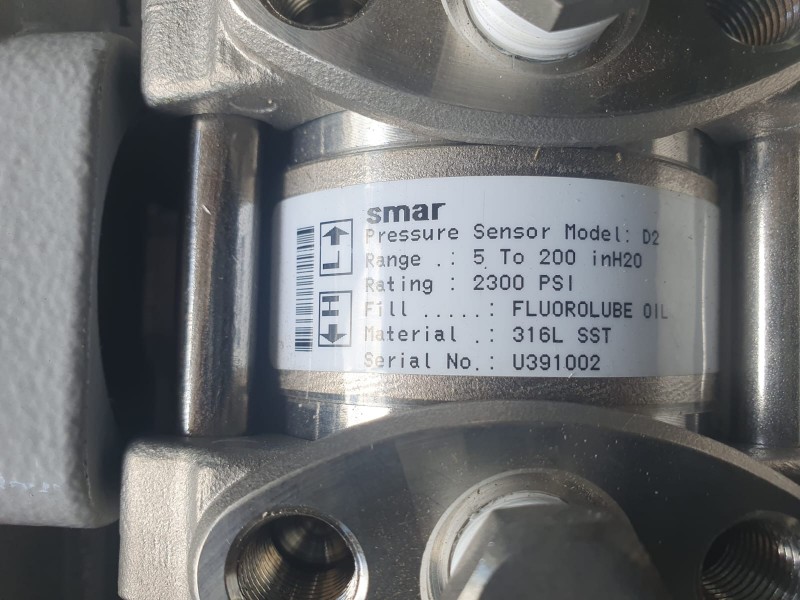 smar
Pressure Sensor Model: D2
Range .: 5 To 200 inH2O
Rating : 2300 PSI
Fill .....: FLUOROLUBE OIL
Material .: 316L SST
Serial No.: U391002
L
H